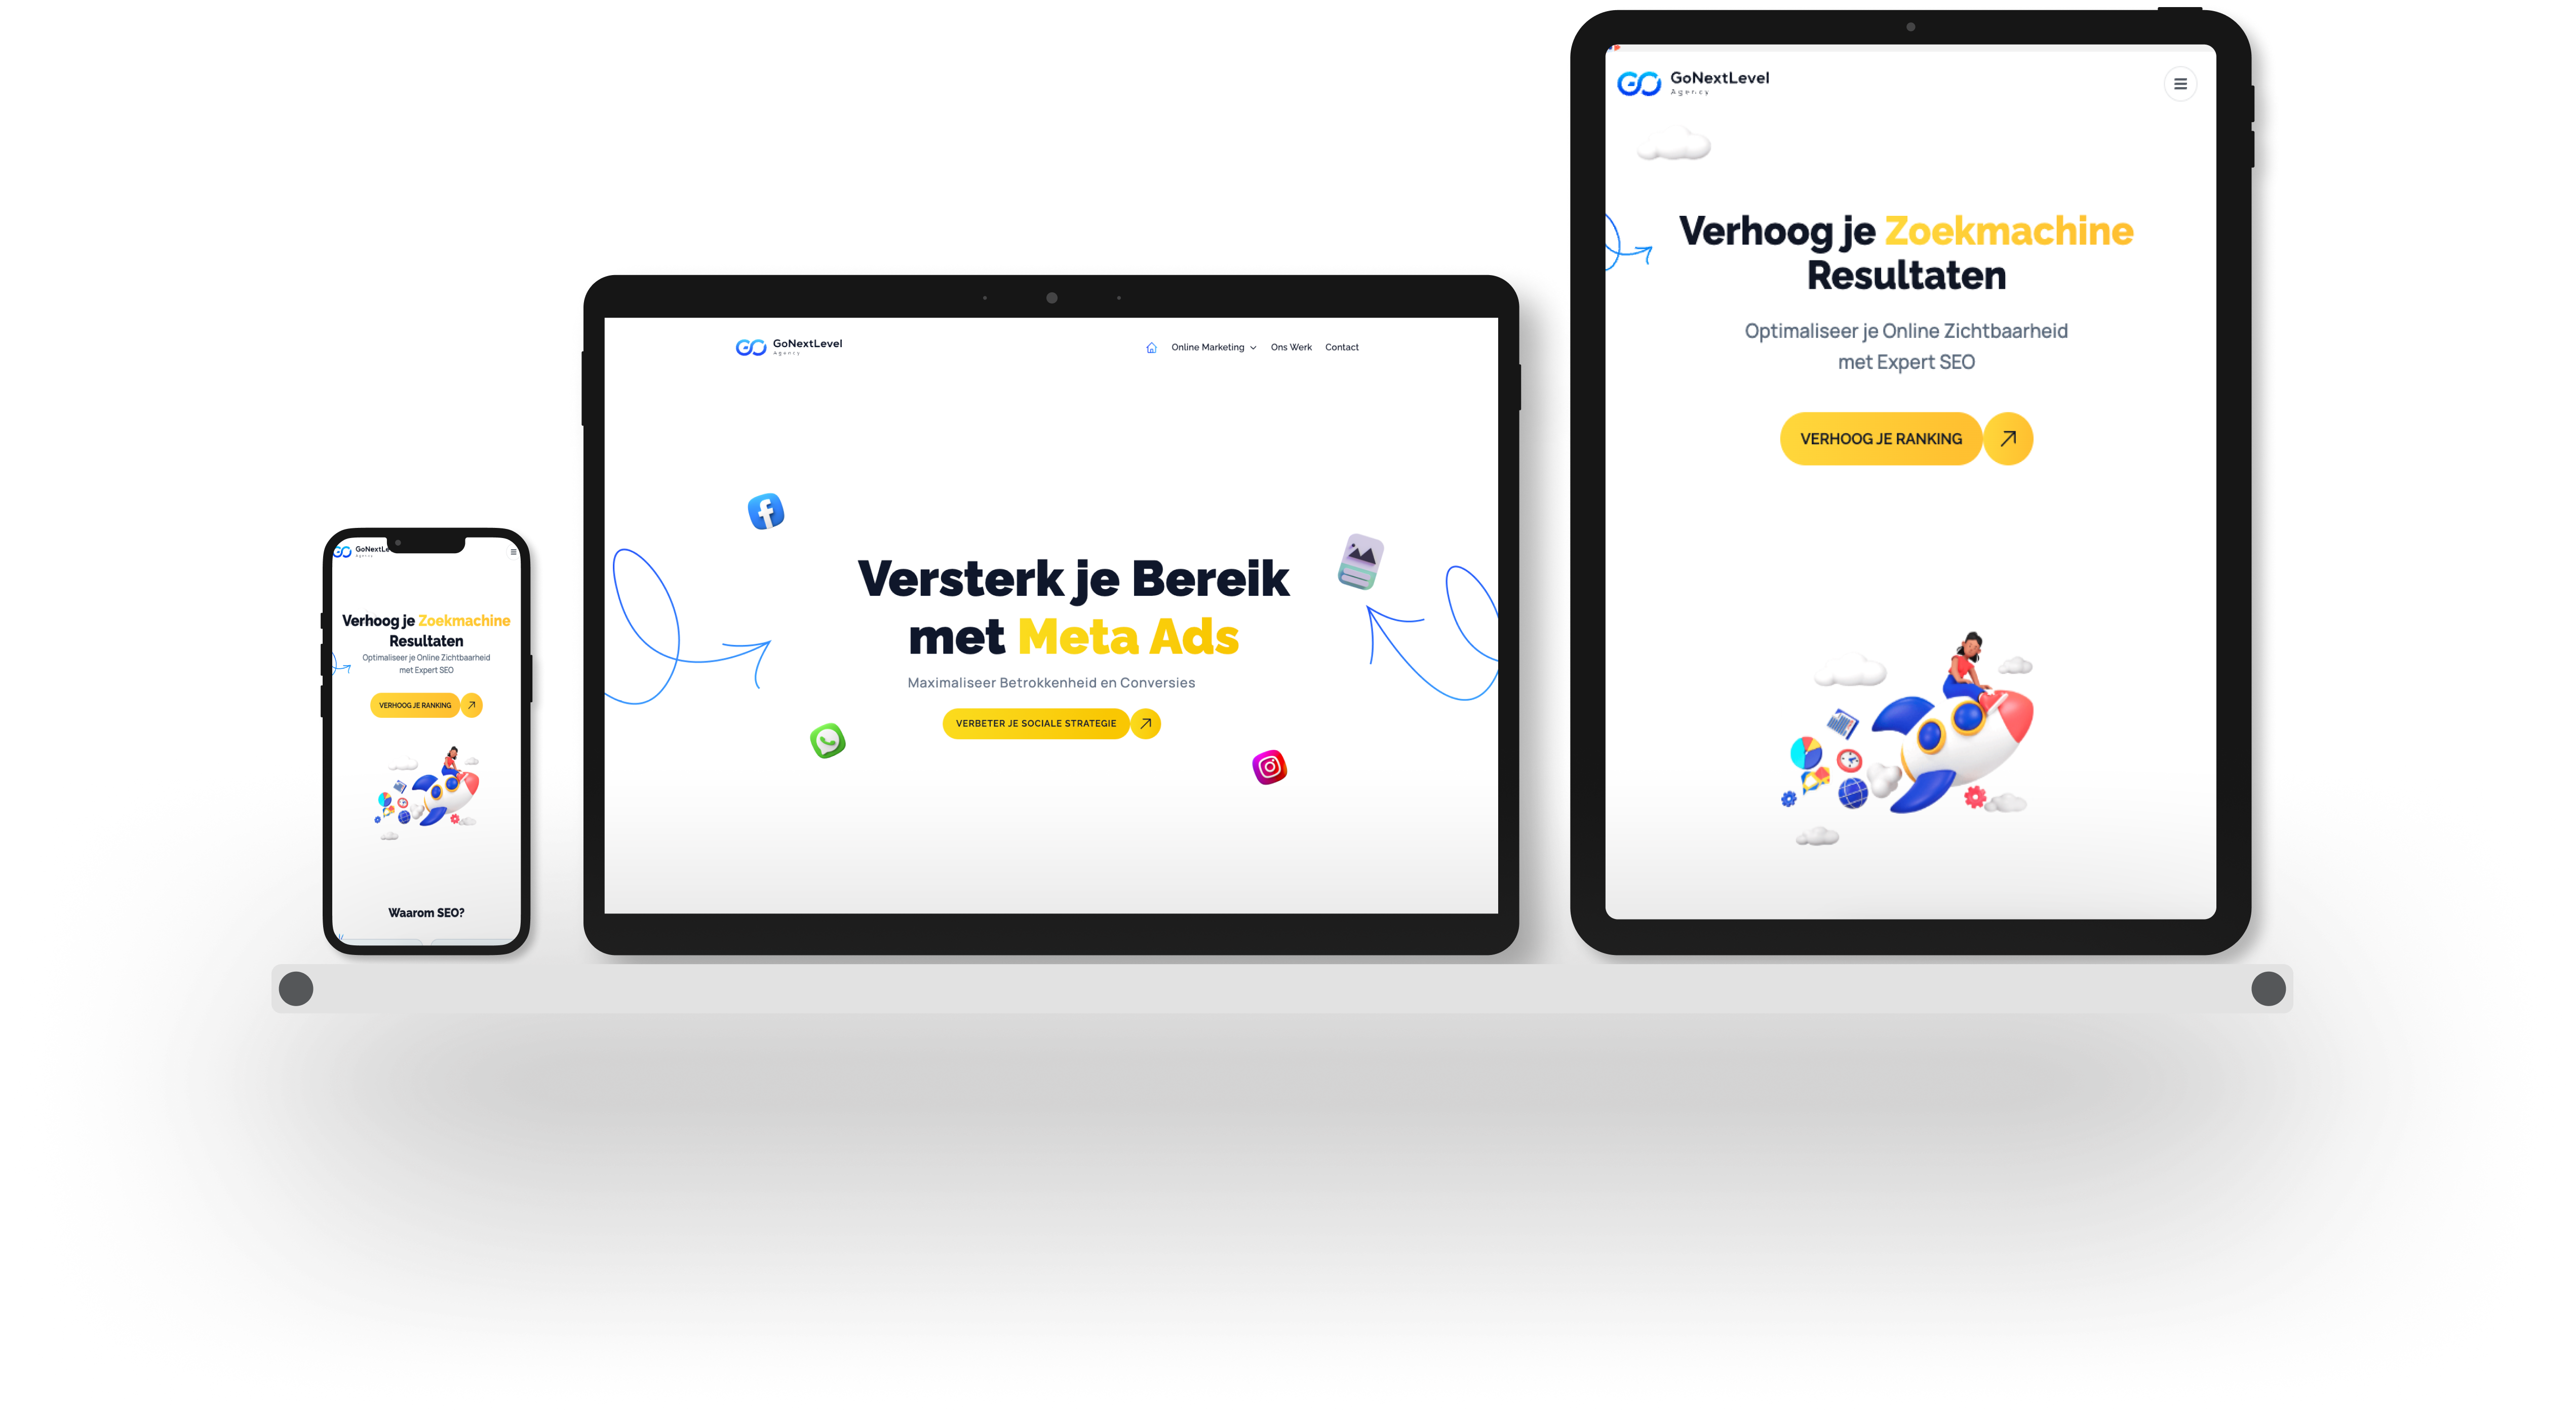 GoNextLe
Agency
Verhoog je Zoekmachine
Resultaten
Optimaliseer je Online Zichtbaarheid
met Expert SEO
VERHOOG JE RANKING
Waarom SEO?
GoNextLevel
Agency
Online Marketing
Ons Werk
Contact
Versterk je Bereik
met Meta Ads
Maximaliseer Betrokkenheid en Conversies
VERBETER JE SOCIALE STRATEGIE
GoNextLevel
Agency
Verhoog je Zoekmachine
Resultaten
Optimaliseer je Online Zichtbaarheid
met Expert SEO
VERHOOG JE RANKING